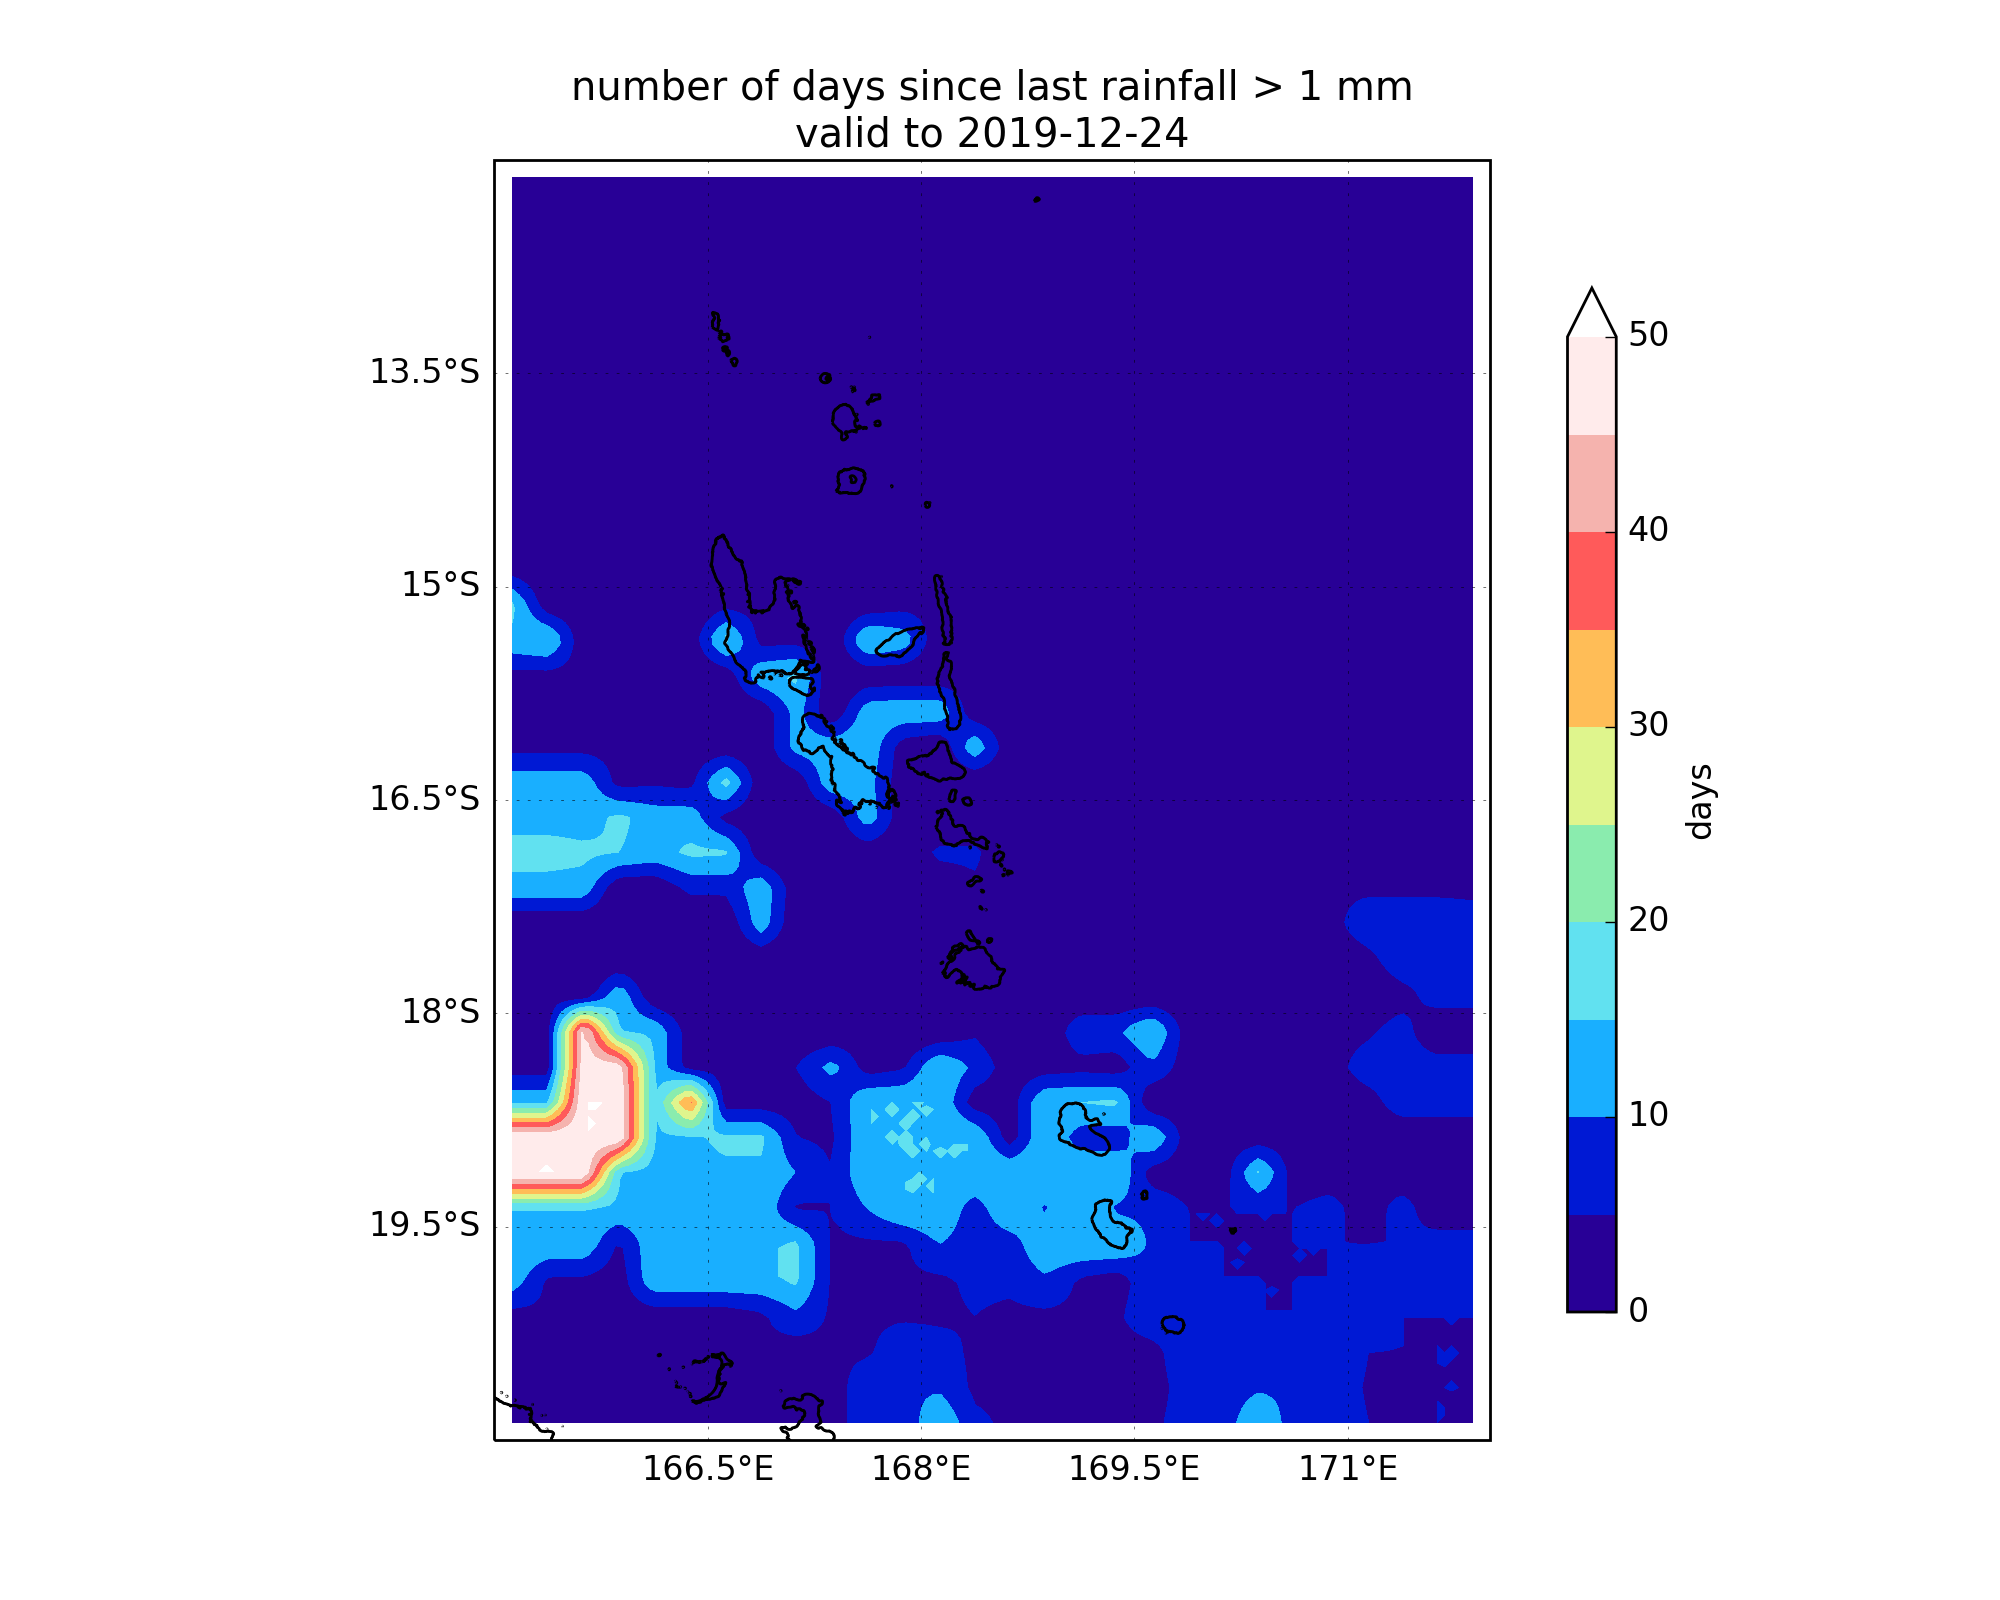 number of days since last rainfall > 1 mm
valid to 2019-12-24
13.5°S
15°S
16.5°S
18°S
19.5°S
166.5°E
168°E
169.5°E
171°E
50
40
30
20
10
0
days